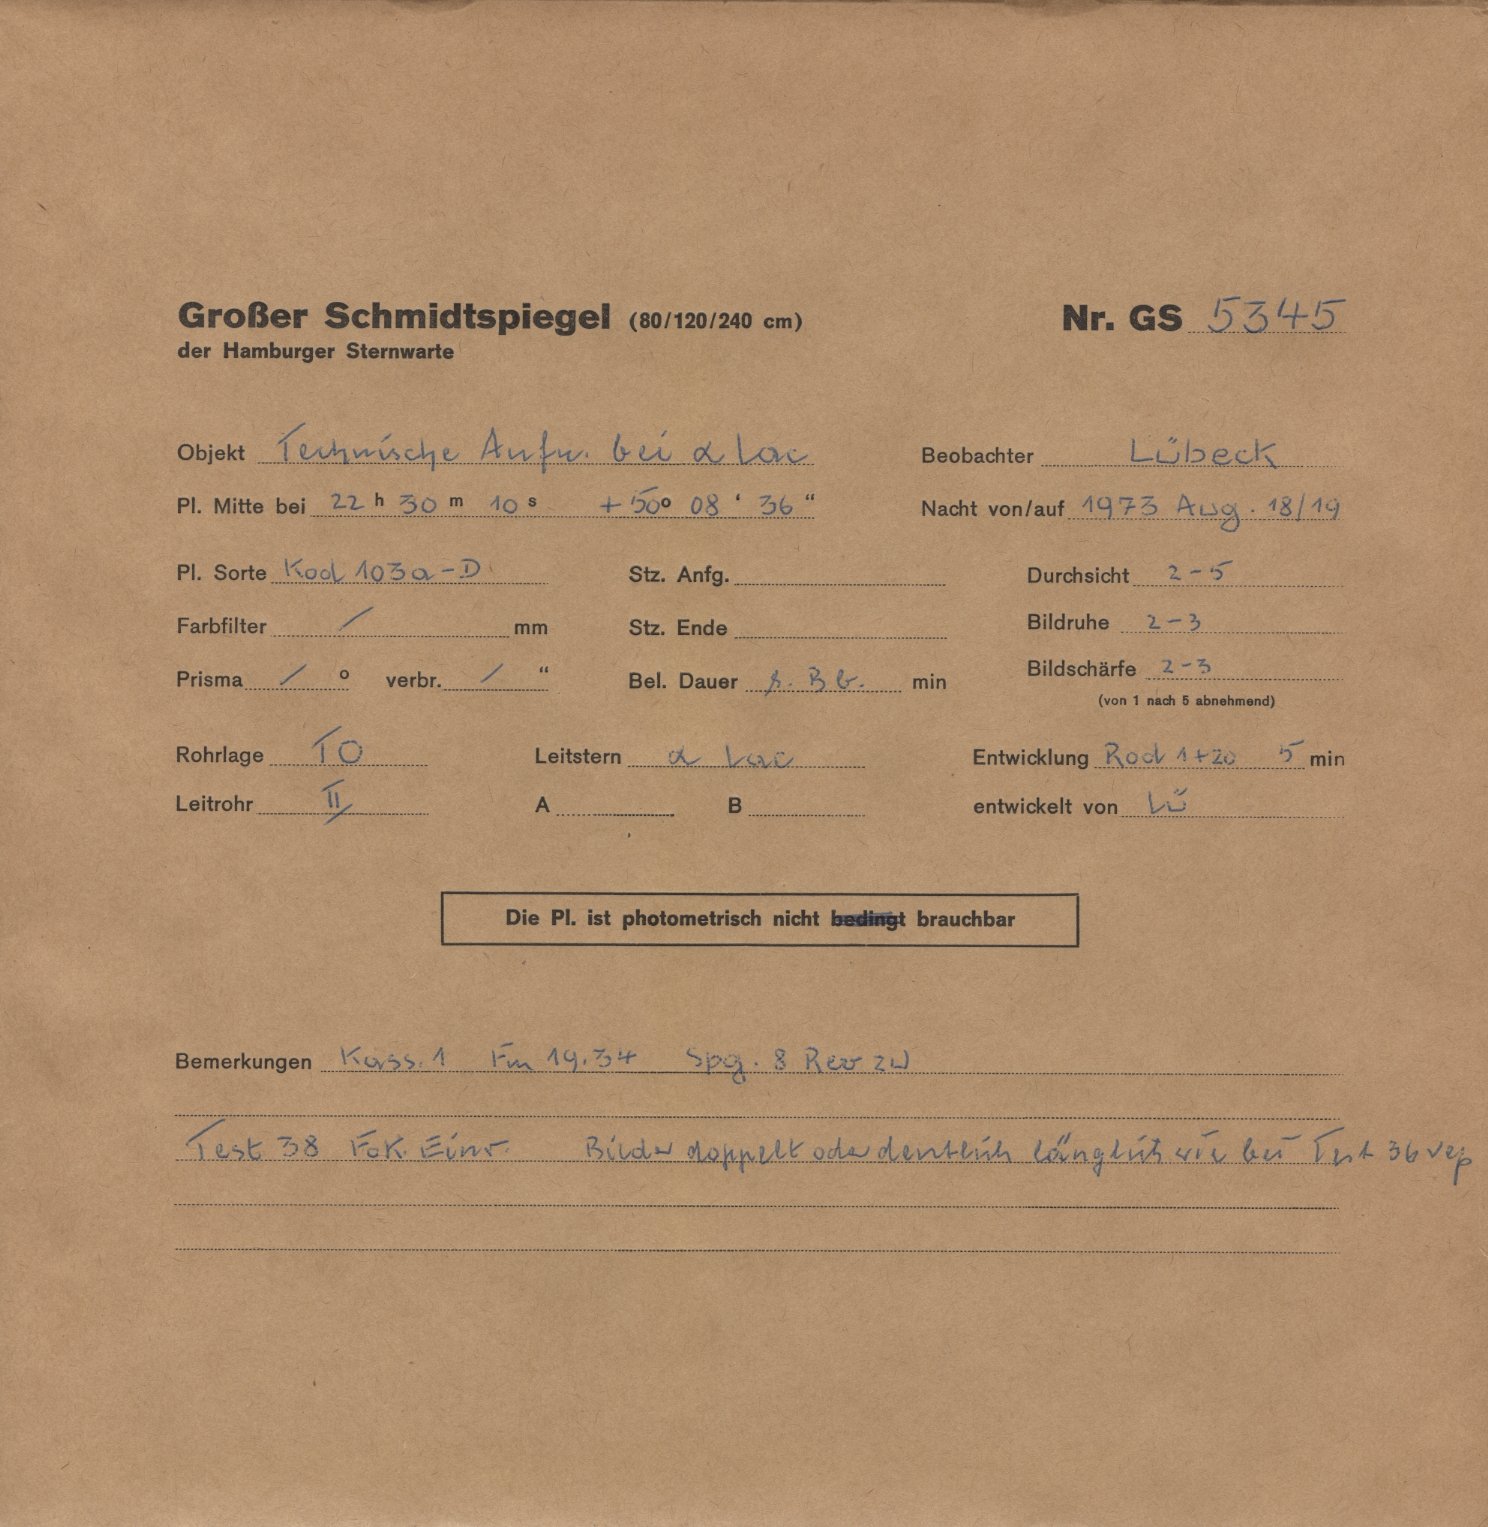 Großer Schmidtspiegel (80/120/240 cm) Nr. GS 5345
der Hamburger Sternwarte
Objekt Technische Aufn. bei α Lac Beobachter Lübeck
Pl. Mitte bei 22 h 30 m 10 s +50° 08 ' 36 " Nacht von/auf 1973 Aug. 18/19
Pl. Sorte Kod 103a-D Stz. Anfg. Durchsicht 2-5
Farbfilter / mm Stz. Ende Bildruhe 2-3
Prisma / ° verbr. / " Bel. Dauer s. Bb. min Bildschärfe 2-3
(von 1 nach 5 abnehmend)
Rohrlage TO Leitstern α Lac Entwicklung Rod 1+20 5 min
Leitrohr II A B entwickelt von Lü
Die Pl. ist photometrisch nicht bedingt brauchbar
Bemerkungen Kass. 1 Fm 19.34 Spg. 8 Rev
Test 38 Fok. Einst. Bilder doppelt oder deutlich länglich wie bei Test 36